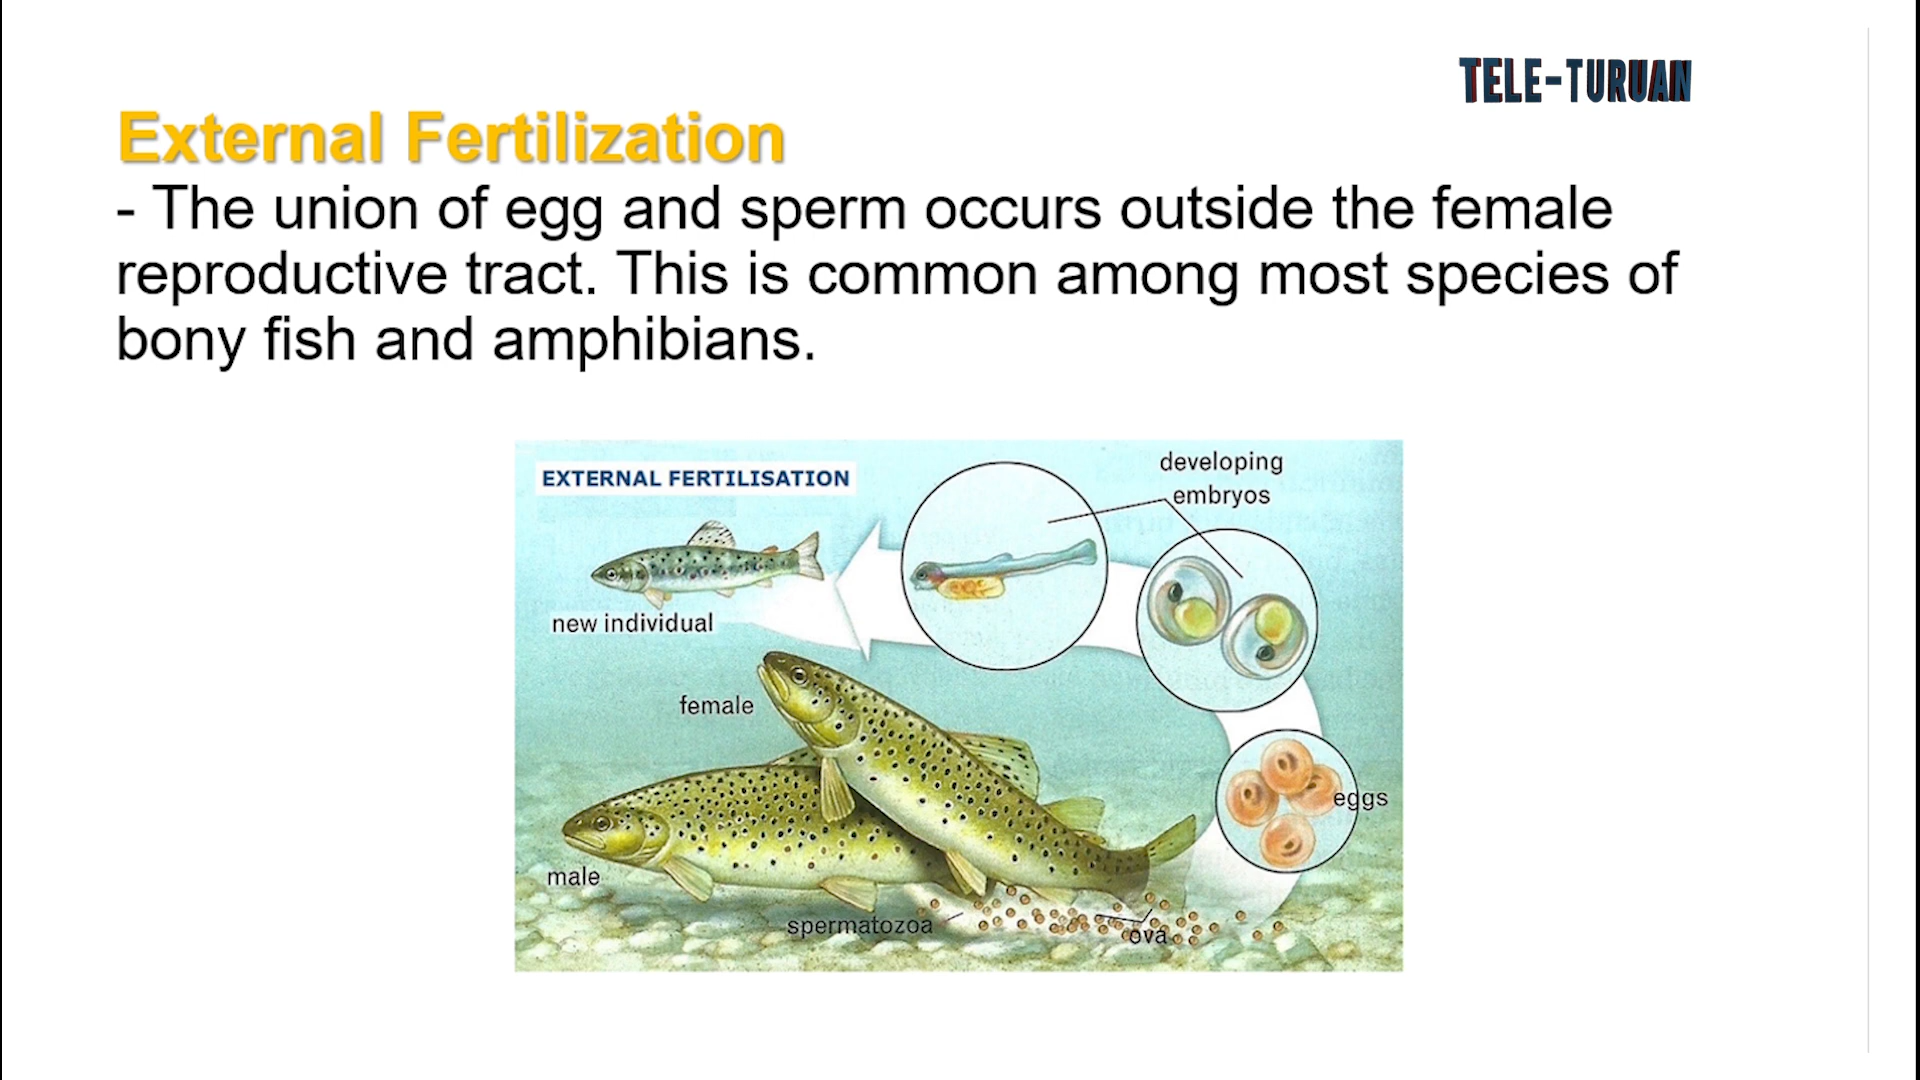 TELE-TURUAN
External Fertilization
- The union of egg and sperm occurs outside the female
reproductive tract. This is common among most species of
bony fish and amphibians.
EXTERNAL FERTILISATION
developing
embryos
new individual
female
eggs
male
spermatozoa
ova